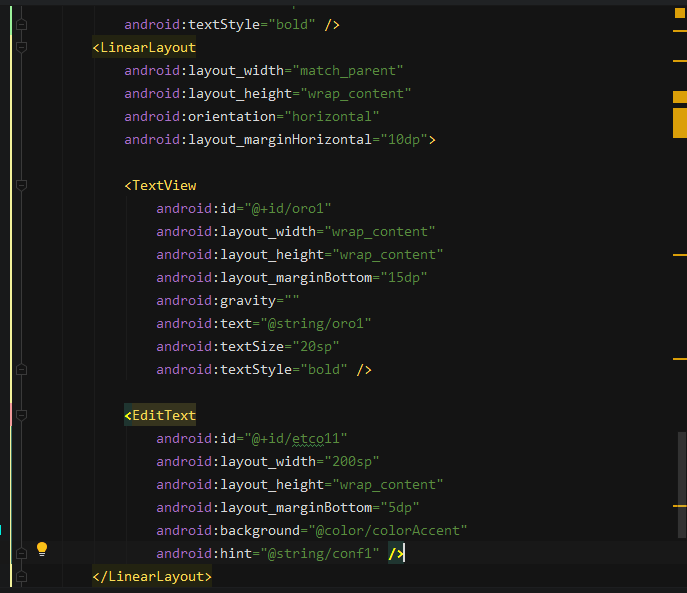 android:textStyle="bold" />
<LinearLayout
android:layout_width="match_parent"
android:layout_height="wrap_content"
android:orientation="horizontal"
android:layout_marginHorizontal="10dp">
<TextView
android:id="@+id/oro1"
android:layout_width="wrap_content"
android:layout_height="wrap_content"
android:layout_marginBottom="15dp"
android:gravity=""
android:text="@string/oro1"
android:textSize="20sp"
android:textStyle="bold" />
<EditText
android:id="@+id/etco11"
android:layout_width="200sp"
android:layout_height="wrap_content"
android:layout_marginBottom="5dp"
android:background="@color/colorAccent"
android:hint="@string/conf1" />
</LinearLayout>